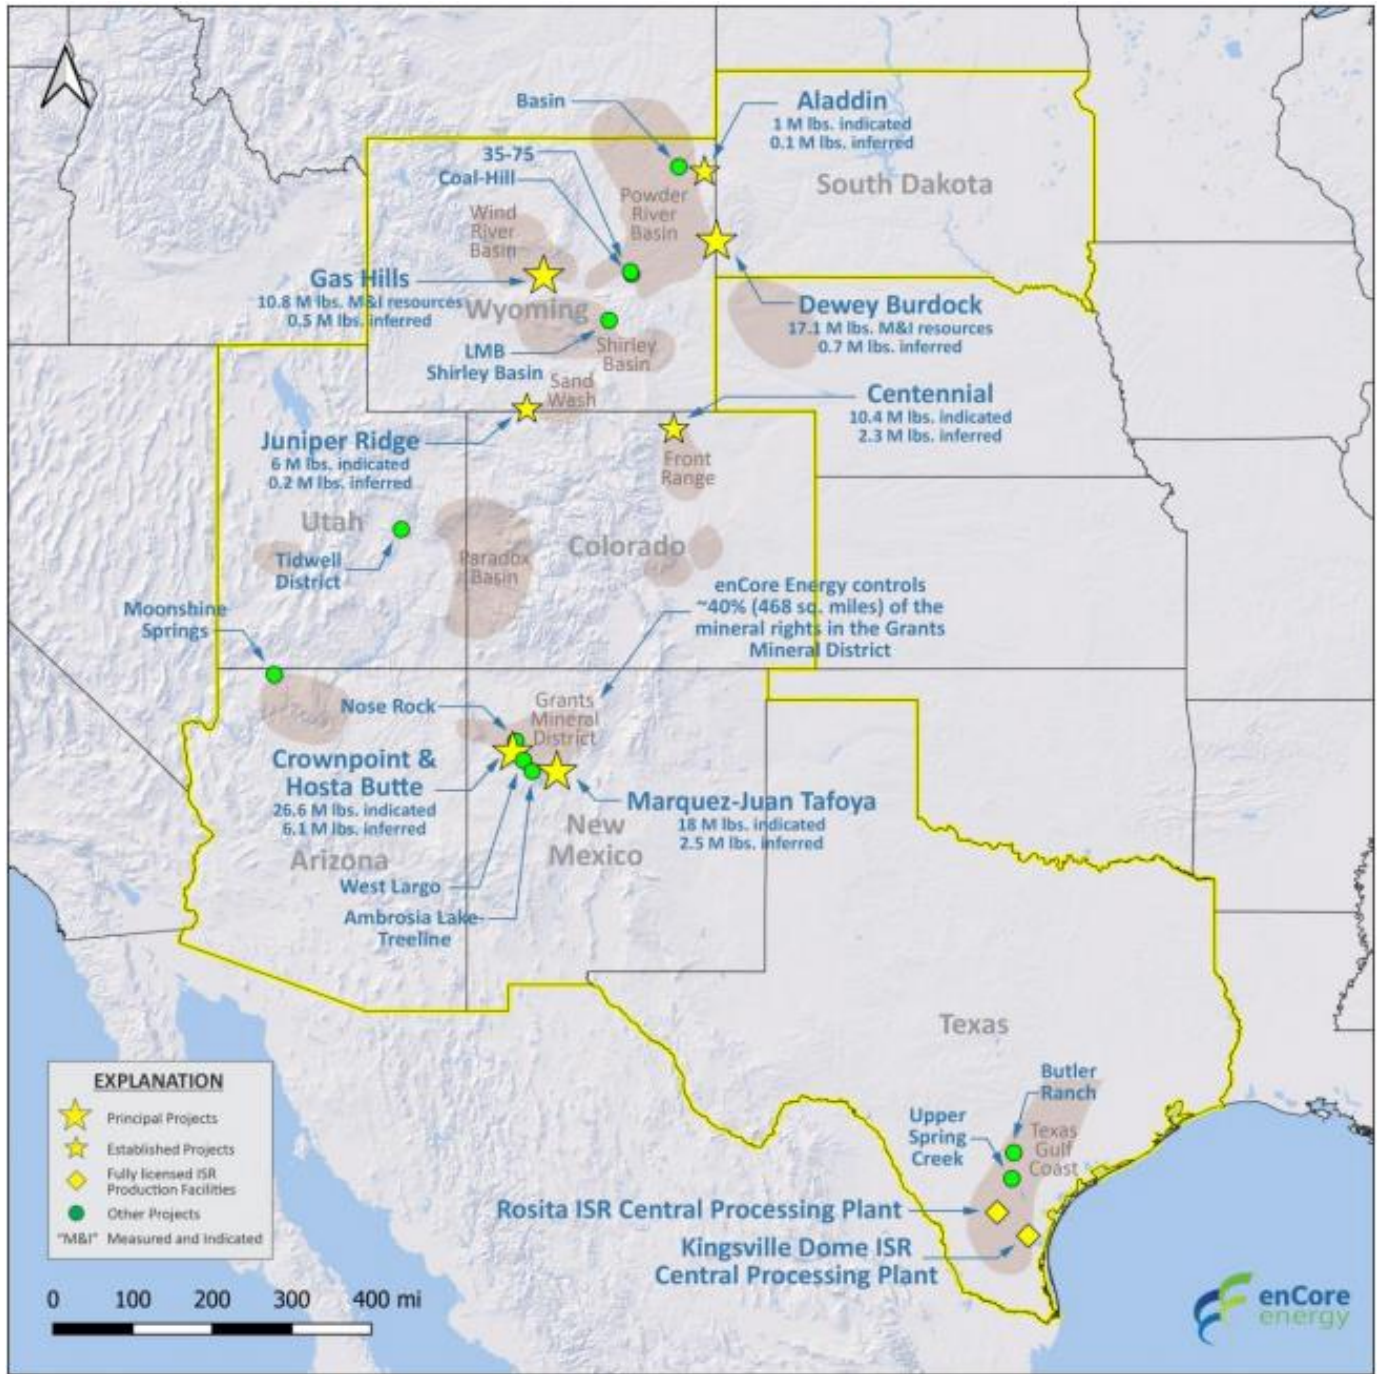 Basin
Aladdin
1 M lbs. indicated
0.1 M lbs. inferred
35-75
Coal-Hill
South Dakota
Powder
River
Basin
Wind
River
Basin
Gas Hills
10.8 M lbs. M&I resources
0.5 M lbs. inferred
Wyoming
Dewey Burdock
17.1 M lbs. M&I resources
0.7 M lbs. inferred
LMB
Shirley Basin
Shirley
Basin
Sand
Wash
Centennial
10.4 M lbs. indicated
2.3 M lbs. inferred
Juniper Ridge
6 M lbs. indicated
0.2 M lbs. inferred
Front
Range
Utah
Colorado
Tidwell
District
Paradox
Basin
enCore Energy controls
~40% (468 sq. miles) of the
mineral rights in the Grants
Mineral District
Moonshine
Springs
Nose Rock
Grants
Mineral
District
Crownpoint &
Hosta Butte
26.6 M lbs. indicated
6.1 M lbs. inferred
Marquez-Juan Tafoya
18 M lbs. indicated
2.5 M lbs. inferred
New
Mexico
Arizona
West Largo
Ambrosia Lake-
Treeline
Texas
Butler
Ranch
Upper
Spring
Creek
Texas
Gulf
Coast
Rosita ISR Central Processing Plant
Kingsville Dome ISR
Central Processing Plant
EXPLANATION
Principal Projects
Established Projects
Fully licensed ISR
Production Facilities
Other Projects
"M&I" Measured and Indicated
0 100 200 300 400 mi
enCore
energy